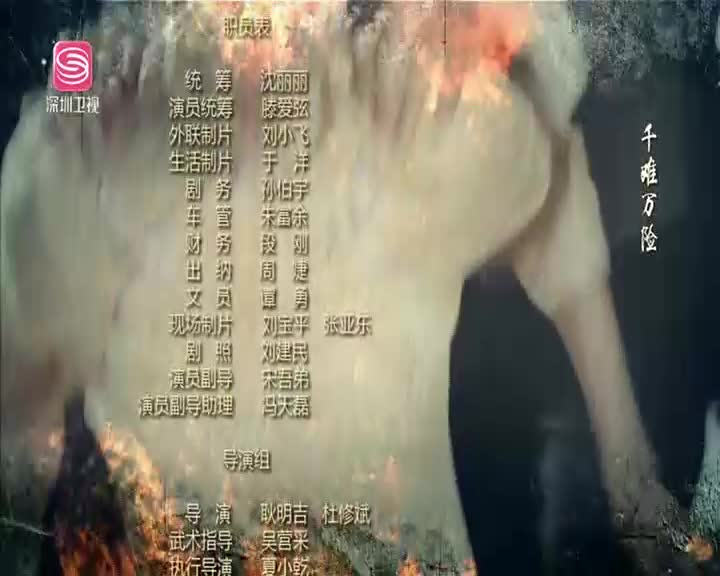 职员表
深圳卫视
统筹 沈丽丽
演员统筹 滕爱弦
外联制片 刘小飞
生活制片 于洋
剧务 孙伯宇
车管 朱富余
财务 段刚
出纳 周婕
文员 谭勇
现场制片 刘宝平 张亚东
剧照 刘建民
演员副导 宋吾弟
演员副导助理 冯天磊
导演组
导演 耿明吉 杜修斌
武术指导 吴营采
执行导演 夏小乾
千难万险